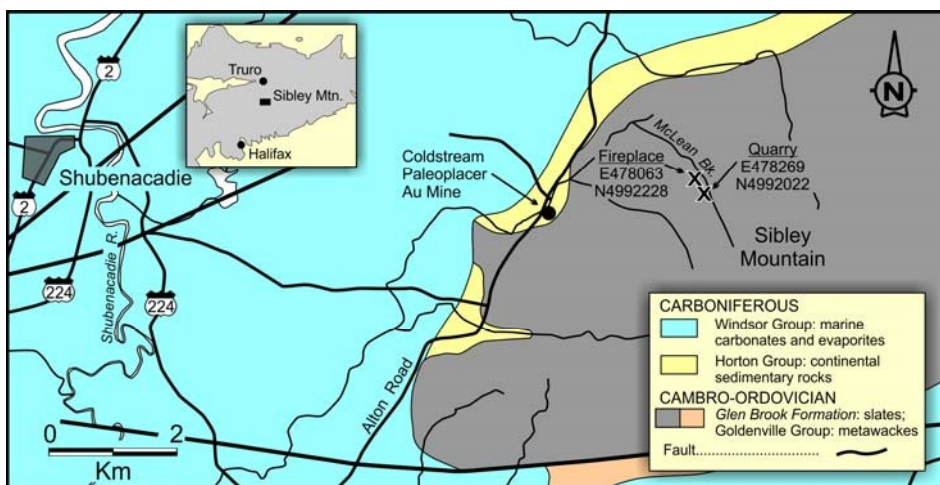 2
Truro
Sibley Mtn.
Halifax
N
McLean Bk.
Coldstream
Paleoplacer
Au Mine
Fireplace
E478063
N4992228
Quarry
E478269
N4992022
Shubenacadie
2
Sibley
Mountain
Shubenacadie R.
224
224
CARBONIFEROUS
Windsor Group: marine
carbonates and evaporites
Horton Group: continental
sedimentary rocks
CAMBRO-ORDOVICIAN
Glen Brook Formation: slates;
Goldenville Group: metawackes
Fault..................
Alton Road
0 2
Km